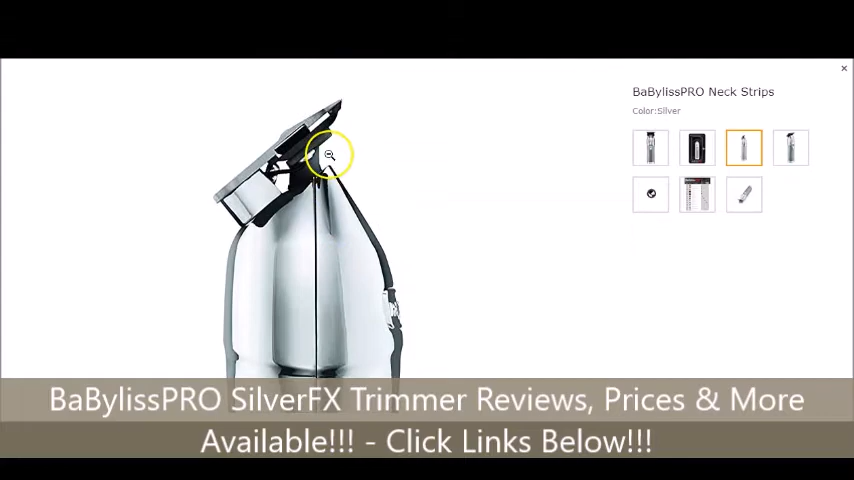 ×
BaBylissPRO Neck Strips
Color:Silver
BaBylissPRO SilverFX Trimmer Reviews, Prices & More
Available!!! - Click Links Below!!!